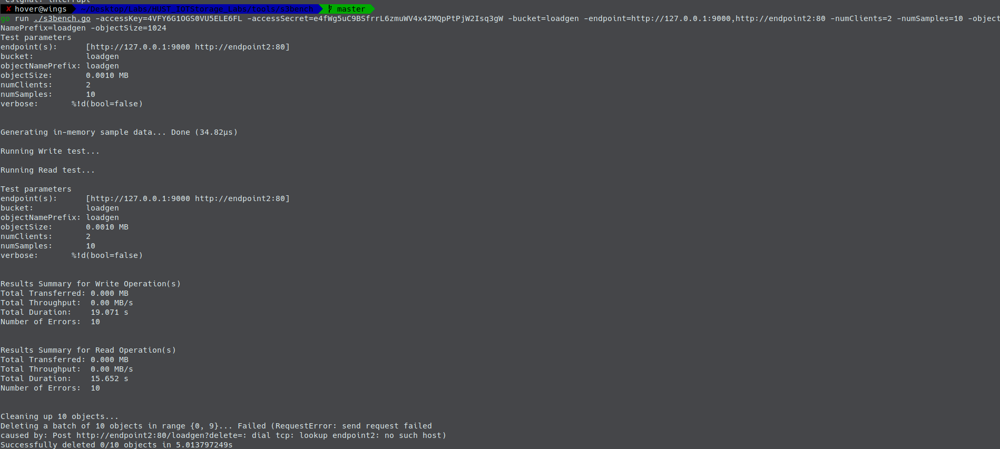 ^Csignal: interrupt
✘ hover@wings ~/Desktop/Labs/HUST_IOTStorage_Labs/tools/s3bench master
go run ./s3bench.go -accessKey=4VFY6G1OGS0VU5ELE6FL -accessSecret=e4fWg5uC9BSfrrL6zmuWV4x42MQpPtPjW2Isq3gW -bucket=loadgen -endpoint=http://127.0.0.1:9000,http://endpoint2:80 -numClients=2 -numSamples=10 -object
NamePrefix=loadgen -objectSize=1024
Test parameters
endpoint(s):      [http://127.0.0.1:9000 http://endpoint2:80]
bucket:           loadgen
objectNamePrefix: loadgen
objectSize:       0.0010 MB
numClients:       2
numSamples:       10
verbose:       %!d(bool=false)
Generating in-memory sample data... Done (34.82µs)
Running Write test...
Running Read test...
Test parameters
endpoint(s):      [http://127.0.0.1:9000 http://endpoint2:80]
bucket:           loadgen
objectNamePrefix: loadgen
objectSize:       0.0010 MB
numClients:       2
numSamples:       10
verbose:       %!d(bool=false)
Results Summary for Write Operation(s)
Total Transferred: 0.000 MB
Total Throughput:  0.00 MB/s
Total Duration:    19.071 s
Number of Errors:  10
Results Summary for Read Operation(s)
Total Transferred: 0.000 MB
Total Throughput:  0.00 MB/s
Total Duration:    15.652 s
Number of Errors:  10
Cleaning up 10 objects...
Deleting a batch of 10 objects in range {0, 9}... Failed (RequestError: send request failed
caused by: Post http://endpoint2:80/loadgen?delete=: dial tcp: lookup endpoint2: no such host)
Successfully deleted 0/10 objects in 5.013797249s